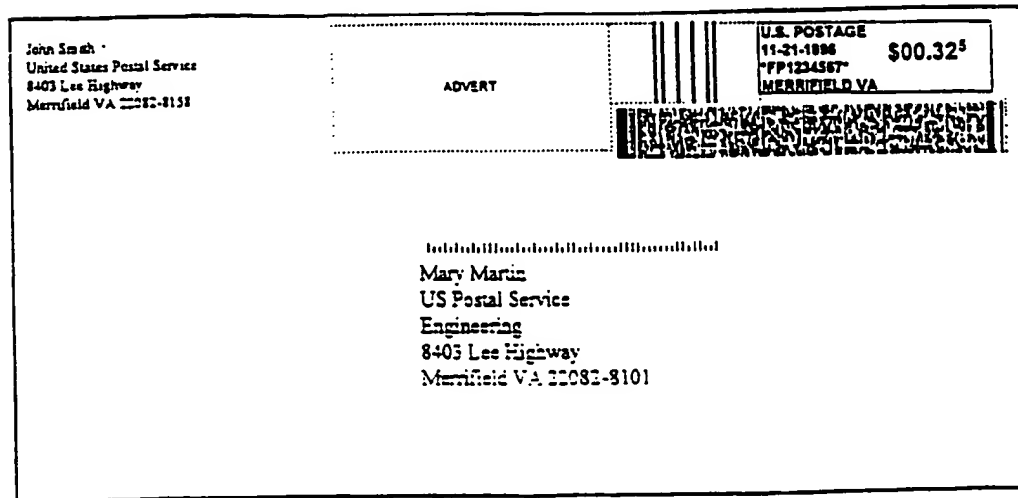 John Smith
United States Postal Service
8403 Lee Highway
Merrifield VA 22082-8158
ADVERT
U.S. POSTAGE
11-21-1996
$00.32⁵
"FP1234567"
MERRIFIELD VA
Mary Martin
US Postal Service
Engineering
8403 Lee Highway
Merrifield VA 22082-8101